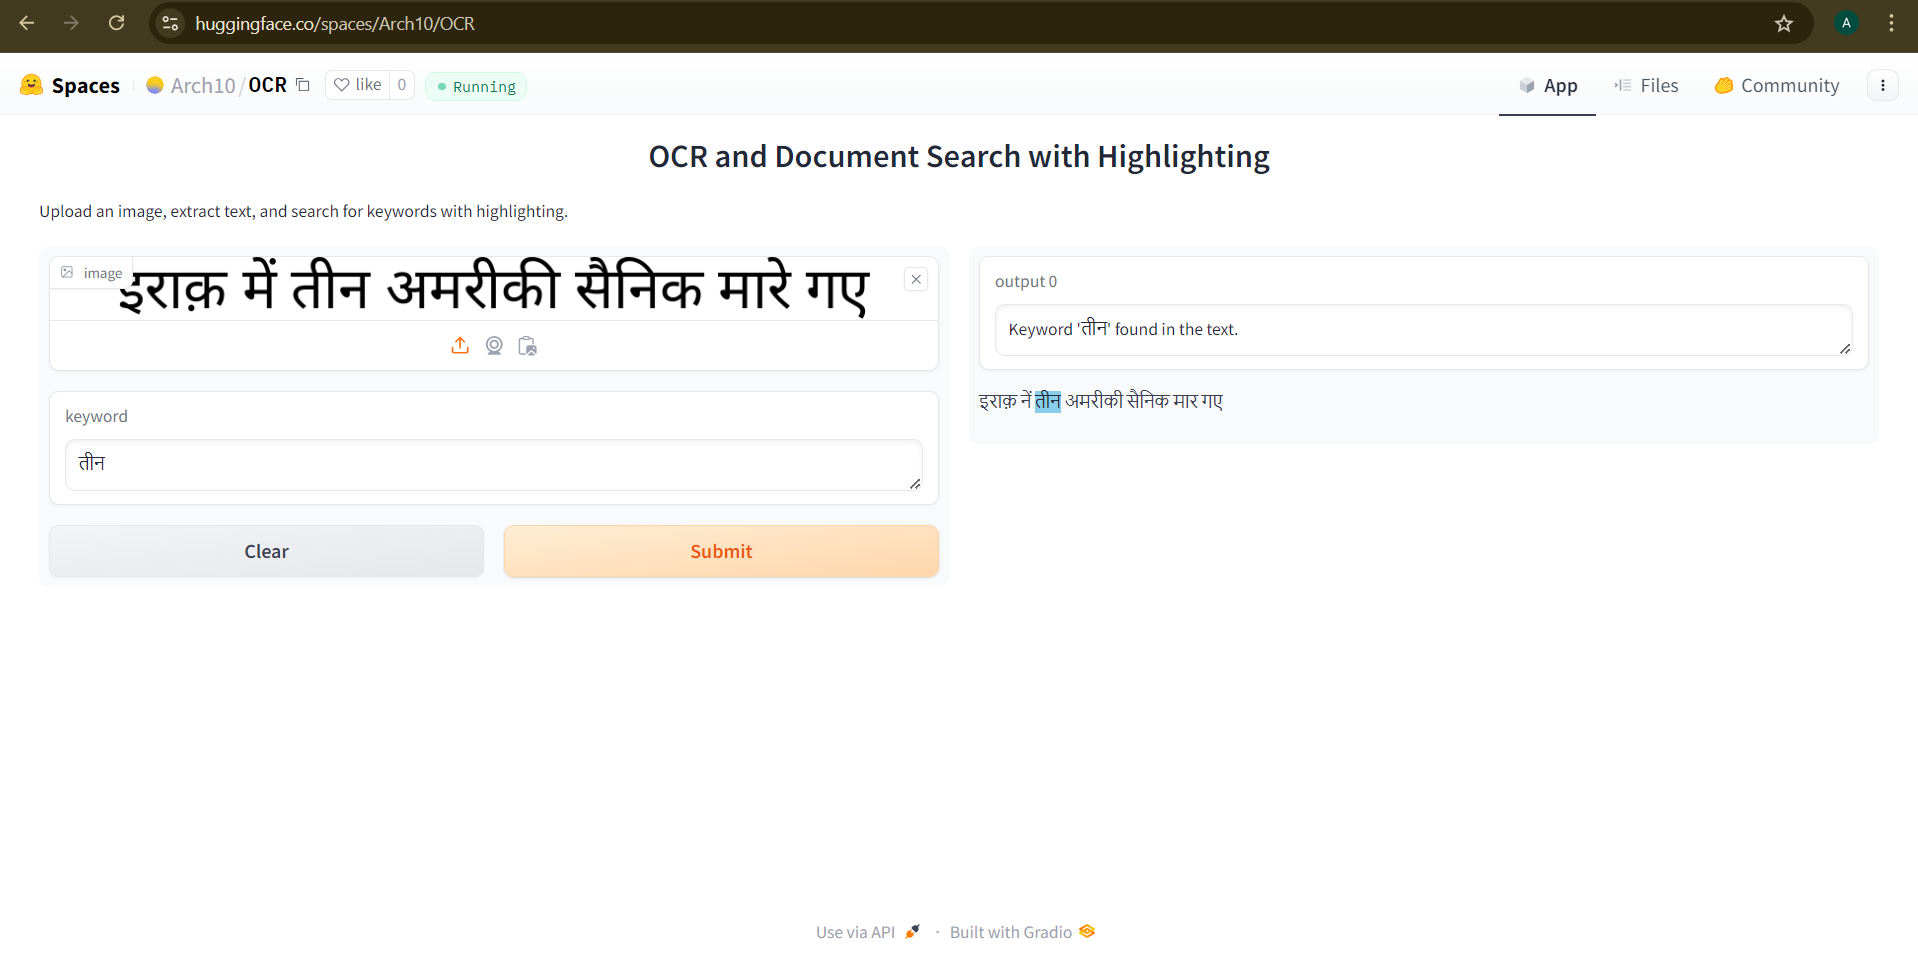 huggingface.co/spaces/Arch10/OCR
A
Spaces Arch10/OCR like 0 Running
App Files Community
OCR and Document Search with Highlighting
Upload an image, extract text, and search for keywords with highlighting.
image
इराक़ में तीन अमरीकी सैनिक मारे गए
keyword
तीन
Clear Submit
output 0
Keyword 'तीन' found in the text.
इराक़ नें तीन अमरीकी सैनिक मार गए
Use via API · Built with Gradio